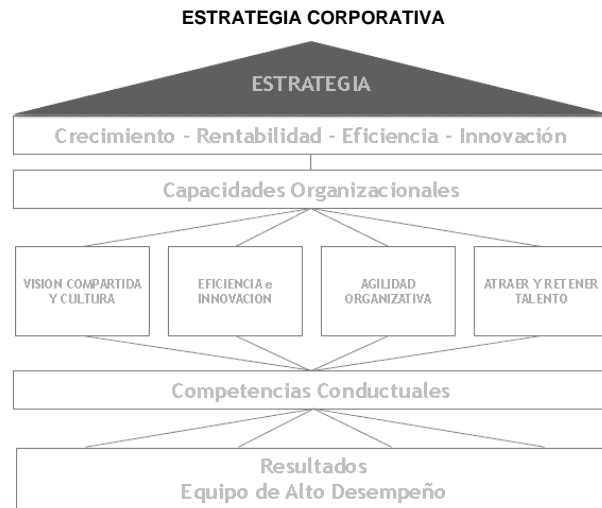 ESTRATEGIA CORPORATIVA
ESTRATEGIA
Crecimiento - Rentabilidad - Eficiencia - Innovación
Capacidades Organizacionales
VISION COMPARTIDA
Y CULTURA
EFICIENCIA e
INNOVACION
AGILIDAD
ORGANIZATIVA
ATRAER Y RETENER
TALENTO
Competencias Conductuales
Resultados
Equipo de Alto Desempeño